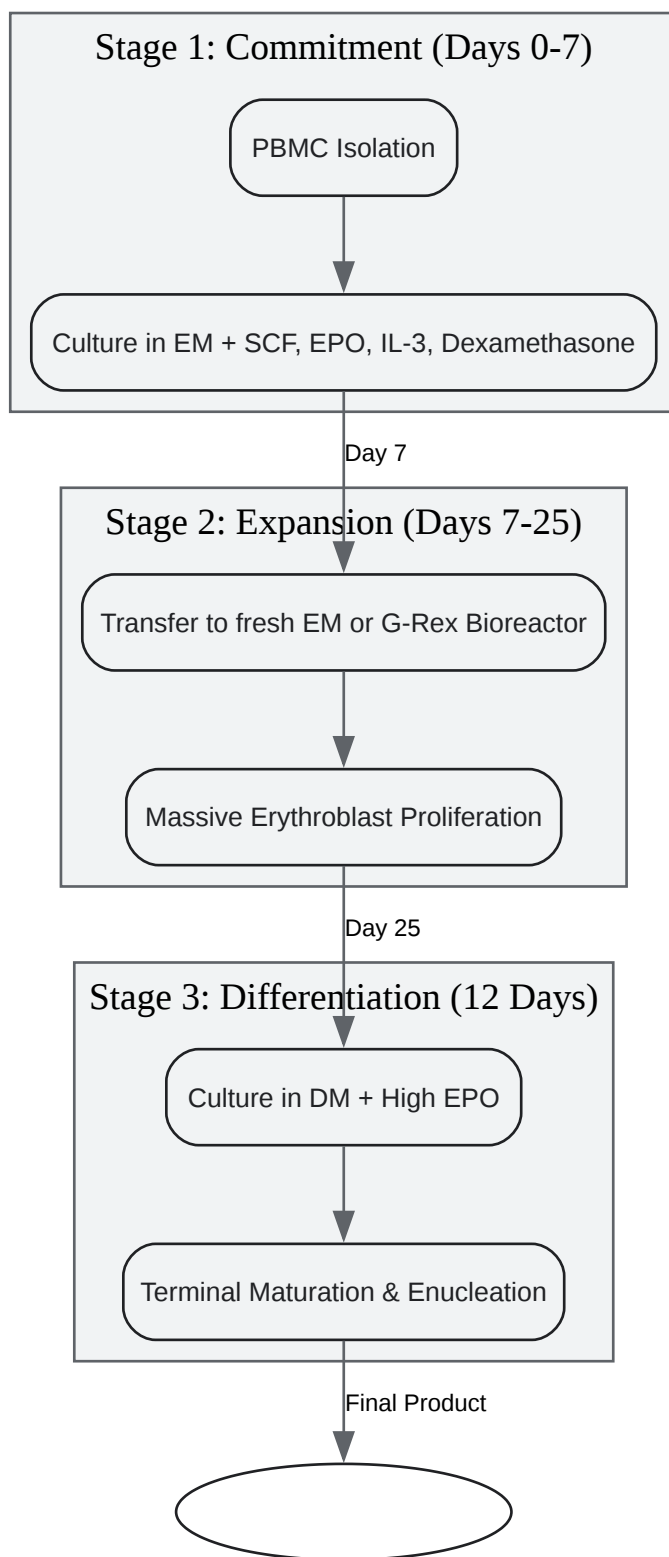 Stage 1: Commitment (Days 0-7)
PBMC Isolation
Culture in EM + SCF, EPO, IL-3, Dexamethasone
Day 7
Stage 2: Expansion (Days 7-25)
Transfer to fresh EM or G-Rex Bioreactor
Massive Erythroblast Proliferation
Day 25
Stage 3: Differentiation (12 Days)
Culture in DM + High EPO
Terminal Maturation & Enucleation
Final Product